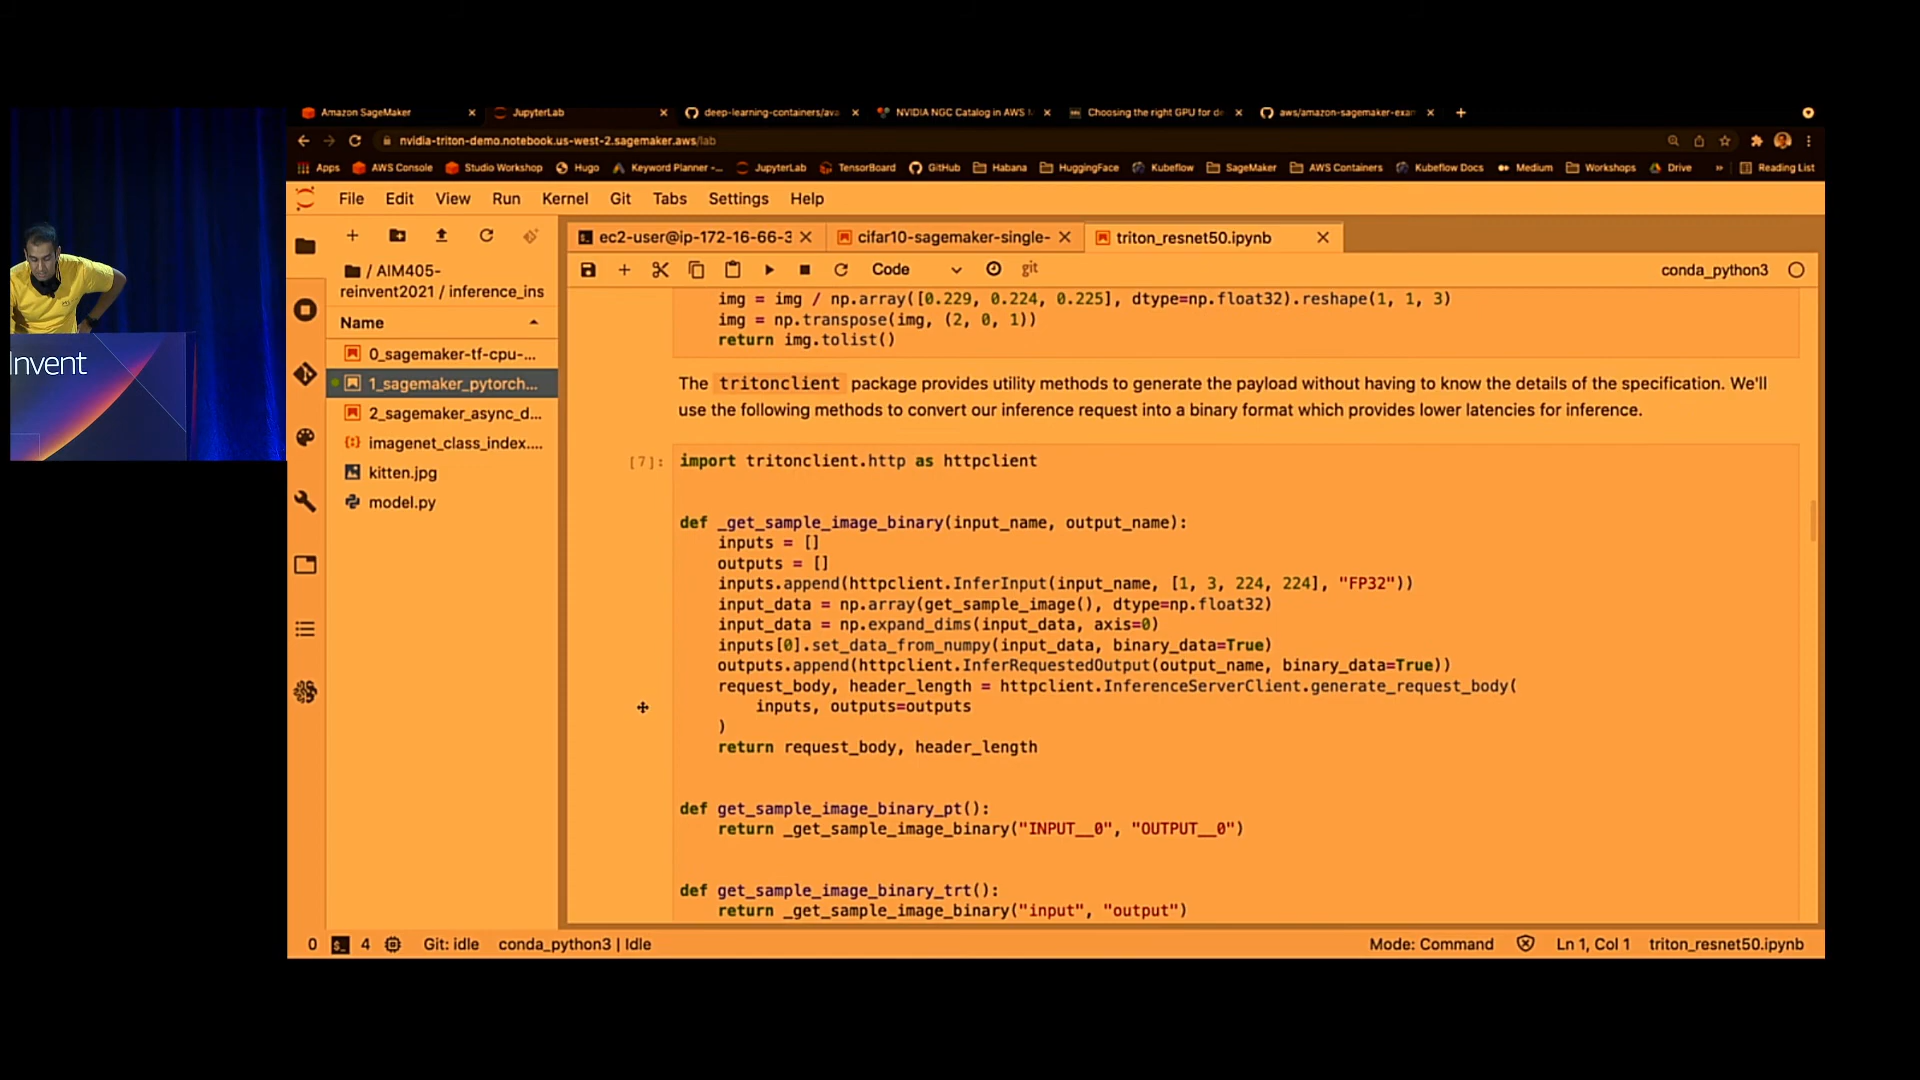 Invent
Amazon SageMaker
JupyterLab
deep-learning-containers/ava
NVIDIA NGC Catalog in AWS M
Choosing the right GPU for de
aws/amazon-sagemaker-exam
nvidia-triton-demo.notebook.us-west-2.sagemaker.aws/lab
Apps
AWS Console
Studio Workshop
Hugo
Keyword Planner -...
JupyterLab
TensorBoard
GitHub
Habana
HuggingFace
Kubeflow
SageMaker
AWS Containers
Kubeflow Docs
Medium
Workshops
Drive
»
Reading List
File Edit View Run Kernel Git Tabs Settings Help
/ AIM405-
reinvent2021 / inference_ins
Name
0_sagemaker-tf-cpu-...
1_sagemaker_pytorch...
2_sagemaker_async_d...
imagenet_class_index....
kitten.jpg
model.py
ec2-user@ip-172-16-66-3
cifar10-sagemaker-single-
triton_resnet50.ipynb
Code
git
conda_python3
img = img / np.array([0.229, 0.224, 0.225], dtype=np.float32).reshape(1, 1, 3)
img = np.transpose(img, (2, 0, 1))
return img.tolist()
The tritonclient package provides utility methods to generate the payload without having to know the details of the specification. We'll
use the following methods to convert our inference request into a binary format which provides lower latencies for inference.
[7]: import tritonclient.http as httpclient
def _get_sample_image_binary(input_name, output_name):
inputs = []
outputs = []
inputs.append(httpclient.InferInput(input_name, [1, 3, 224, 224], "FP32"))
input_data = np.array(get_sample_image(), dtype=np.float32)
input_data = np.expand_dims(input_data, axis=0)
inputs[0].set_data_from_numpy(input_data, binary_data=True)
outputs.append(httpclient.InferRequestedOutput(output_name, binary_data=True))
request_body, header_length = httpclient.InferenceServerClient.generate_request_body(
inputs, outputs=outputs
)
return request_body, header_length
def get_sample_image_binary_pt():
return _get_sample_image_binary("INPUT__0", "OUTPUT__0")
def get_sample_image_binary_trt():
return _get_sample_image_binary("input", "output")
0 $_ 4 Git: idle conda_python3 | Idle
Mode: Command Ln 1, Col 1 triton_resnet50.ipynb